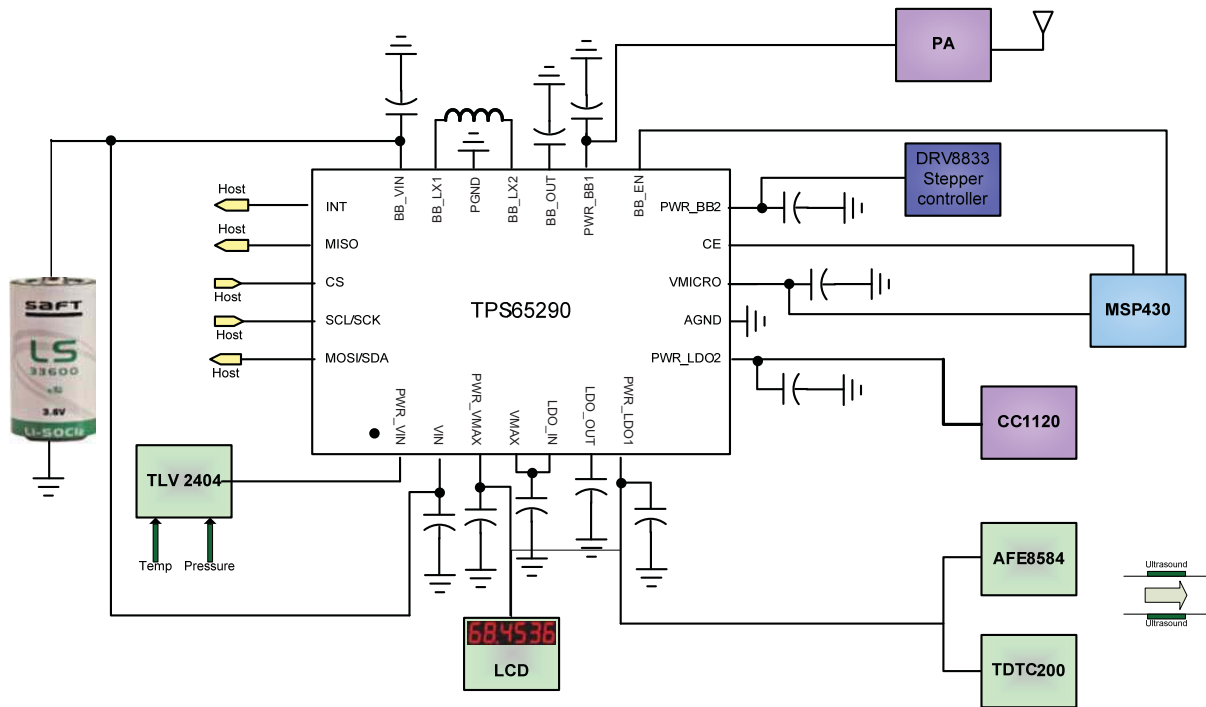 PA
DRV8833
Stepper
controller
BB_VIN
BB_LX1
PGND
BB_LX2
BB_OUT
PWR_BB1
BB_EN
Host
INT
PWR_BB2
Host
MISO
CE
CS
Host
VMICRO
MSP430
SCL/SCK
Host
TPS65290
AGND
MOSI/SDA
Host
PWR_LDO2
SAFT
LS
33600
3.6V
Li-SOCl2
PWR_VIN
VIN
PWR_VMAX
VMAX
LDO_IN
LDO_OUT
PWR_LDO1
CC1120
TLV 2404
Temp
Pressure
AFE8584
Ultrasound
Ultrasound
68.4536
LCD
TDTC200